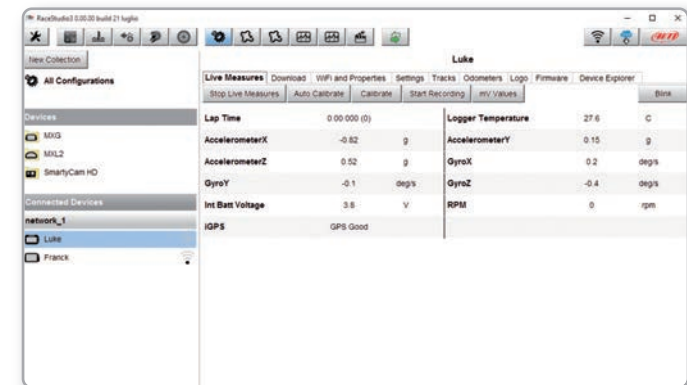 RaceStudio3 0.00.00 build 21 luglio
AiM
New Collection
All Configurations
Devices
MXG
MXL2
SmartyCam HD
Connected Devices
network_1
Luke
Franck
Luke
Live Measures Download WiFi and Properties Settings Tracks Odometers Logo Firmware Device Explorer
Stop Live Measures Auto Calibrate Calibrate Start Recording mV Values Blink
Lap Time 0:00:000 (0) Logger Temperature 27.6 C
AccelerometerX -0.82 g AccelerometerY 0.15 g
AccelerometerZ 0.52 g GyroX 0.2 deg/s
GyroY -0.1 deg/s GyroZ -0.4 deg/s
Int Batt Voltage 3.8 V RPM 0 rpm
iGPS GPS Good